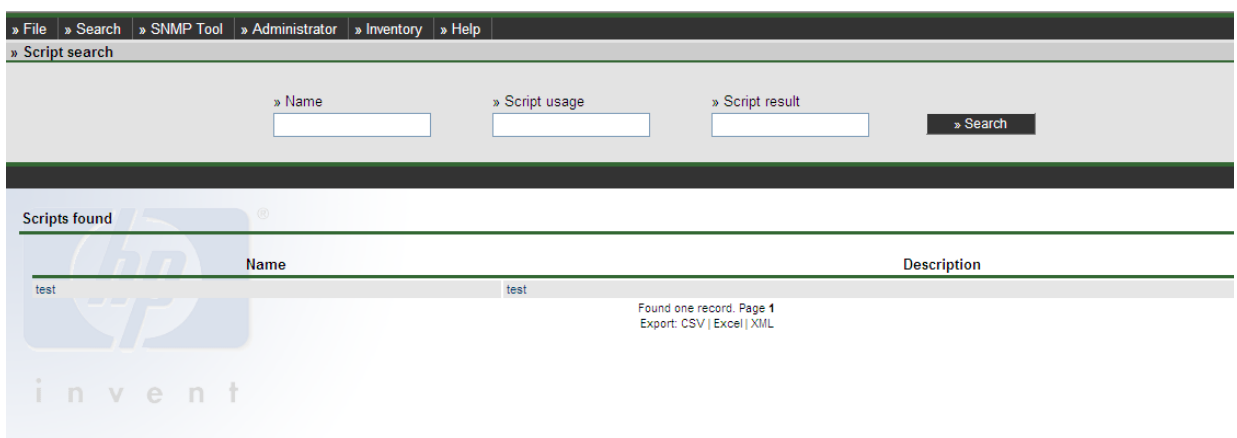 » File » Search » SNMP Tool » Administrator » Inventory » Help
» Script search
» Name » Script usage » Script result
» Search
Scripts found
®
hp
Name Description
test test
Found one record. Page 1
Export: CSV | Excel | XML
invent